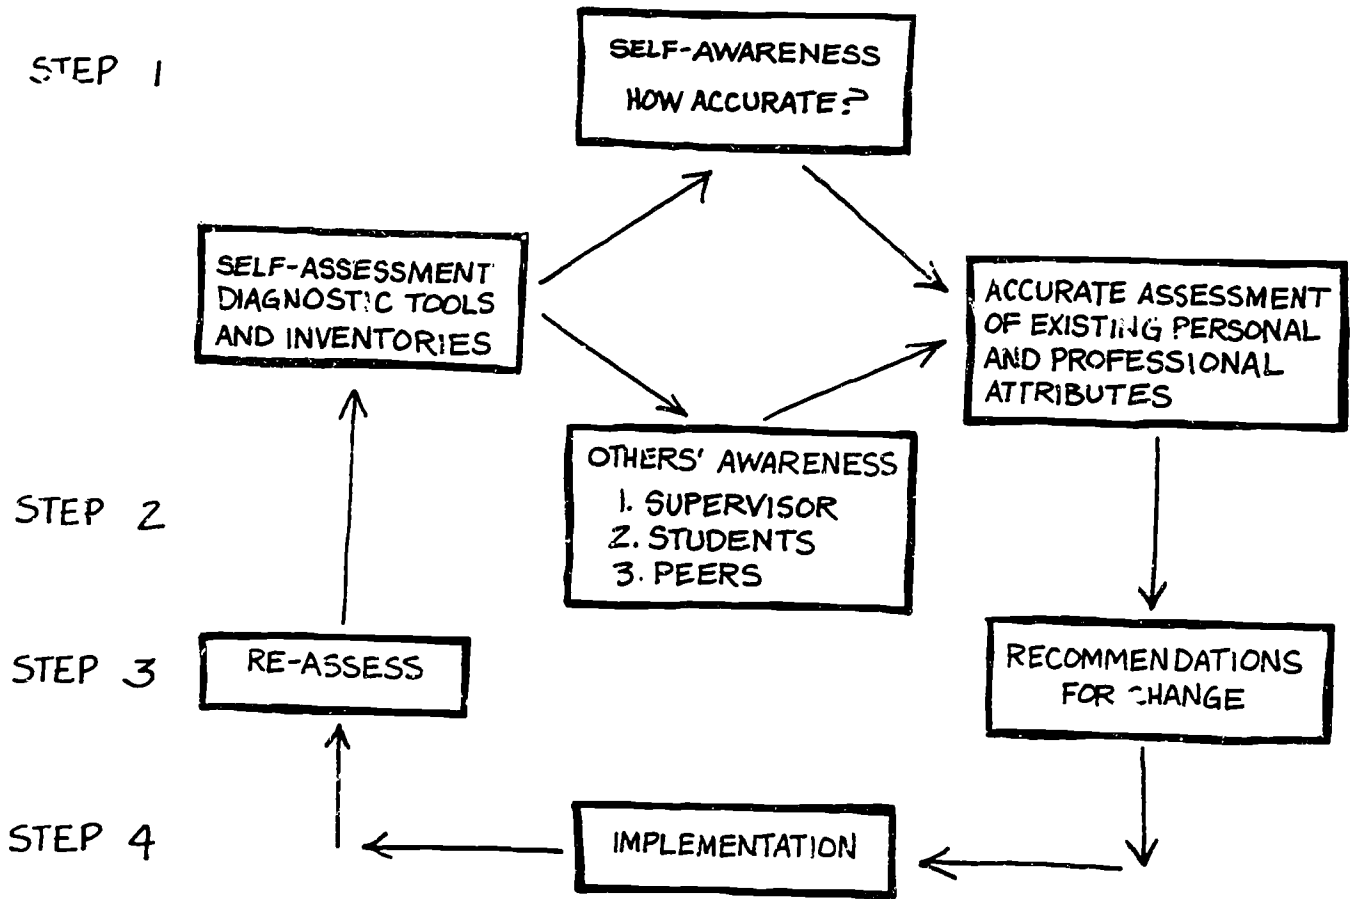 STEP 1
SELF-AWARENESS
HOW ACCURATE?
SELF-ASSESSMENT
DIAGNOSTIC TOOLS
AND INVENTORIES
ACCURATE ASSESSMENT
OF EXISTING PERSONAL
AND PROFESSIONAL
ATTRIBUTES
STEP 2
OTHERS' AWARENESS
1. SUPERVISOR
2. STUDENTS
3. PEERS
STEP 3
RE-ASSESS
RECOMMENDATIONS
FOR CHANGE
STEP 4
IMPLEMENTATION